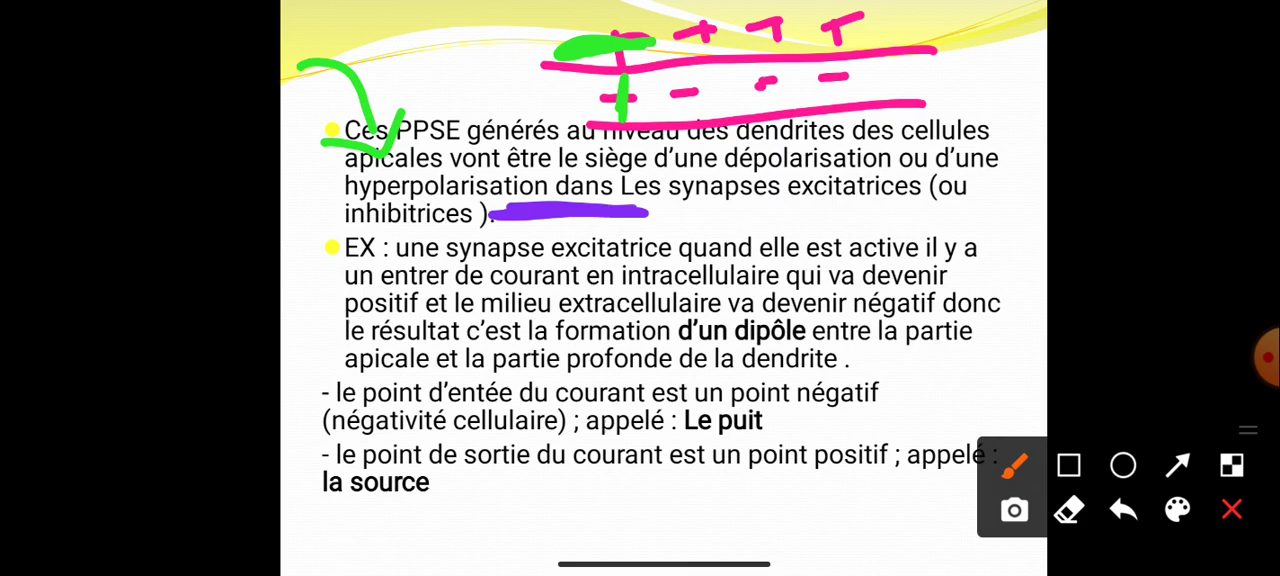 Ces PPSE générés au niveau des dendrites des cellules
apicales vont être le siège d’une dépolarisation ou d’une
hyperpolarisation dans Les synapses excitatrices (ou
inhibitrices ).
EX : une synapse excitatrice quand elle est active il y a
un entrer de courant en intracellulaire qui va devenir
positif et le milieu extracellulaire va devenir négatif donc
le résultat c’est la formation d’un dipôle entre la partie
apicale et la partie profonde de la dendrite .
- le point d’entée du courant est un point négatif
(négativité cellulaire) ; appelé : Le puit
- le point de sortie du courant est un point positif ; appelé :
la source